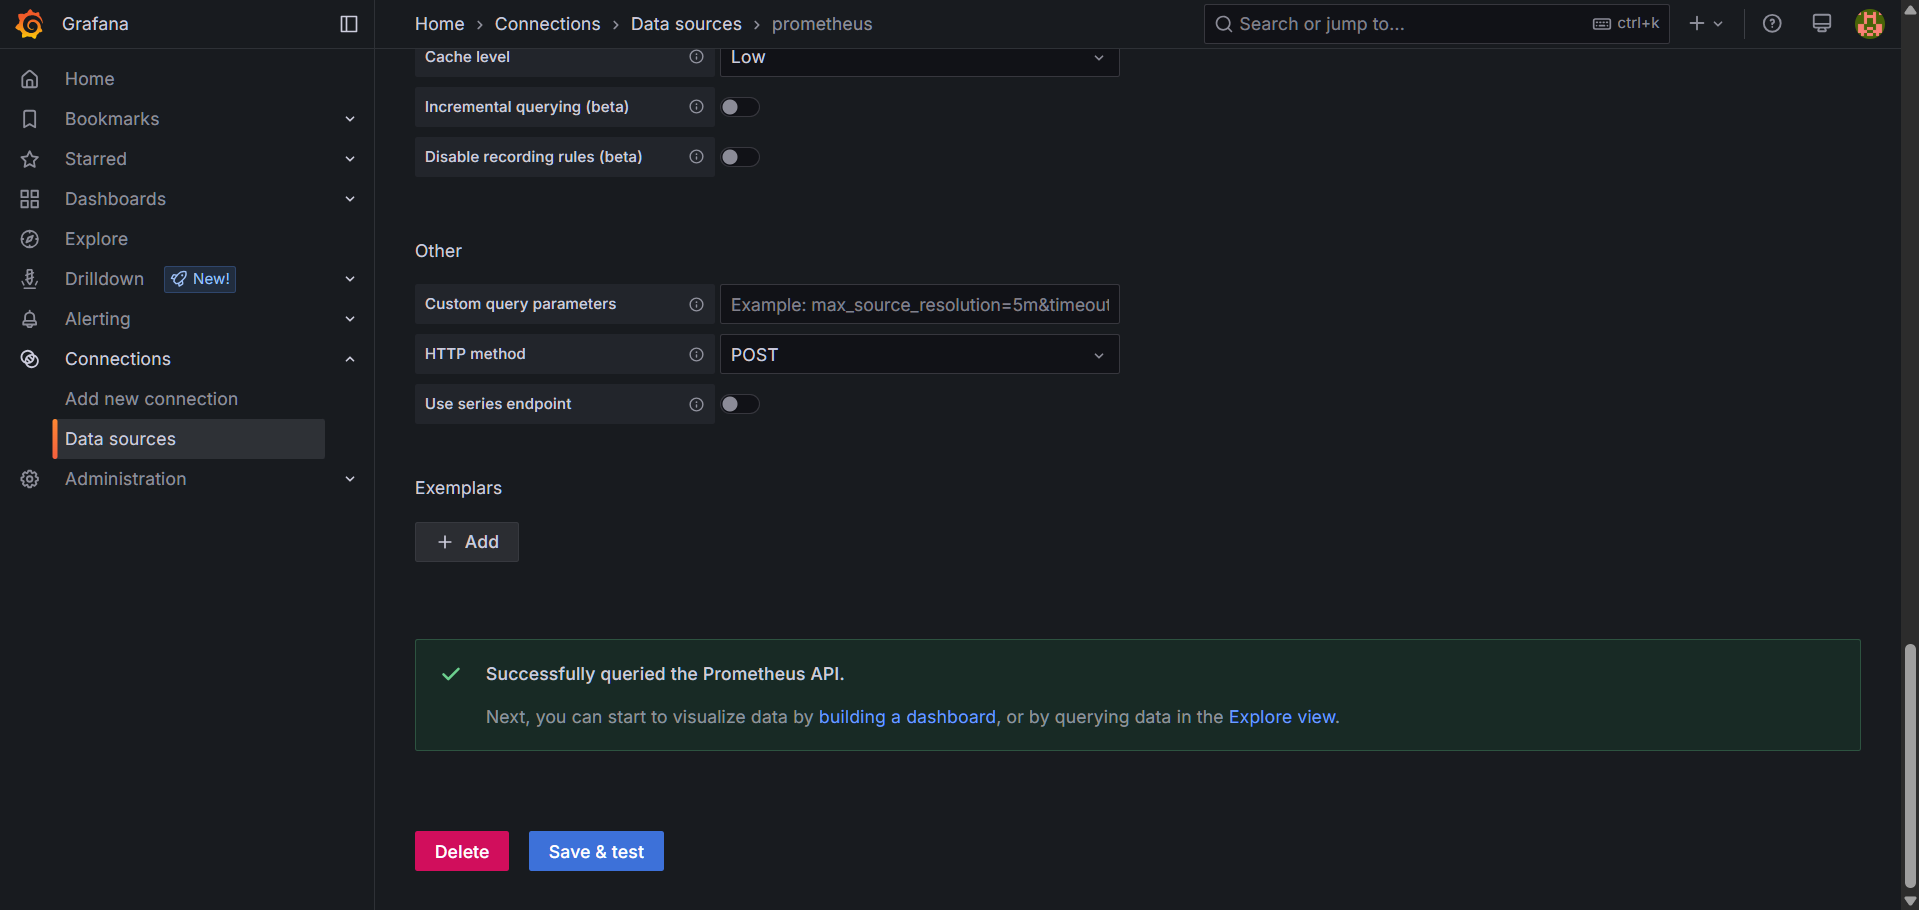 Grafana
Home › Connections › Data sources › prometheus
Search or jump to...
ctrl+k
Home
Bookmarks
Starred
Dashboards
Explore
Drilldown
New!
Alerting
Connections
Add new connection
Data sources
Administration
Cache level
Low
Incremental querying (beta)
Disable recording rules (beta)
Other
Custom query parameters
Example: max_source_resolution=5m&timeout
HTTP method
POST
Use series endpoint
Exemplars
Add
Successfully queried the Prometheus API.
Next, you can start to visualize data by building a dashboard, or by querying data in the Explore view.
Delete
Save & test